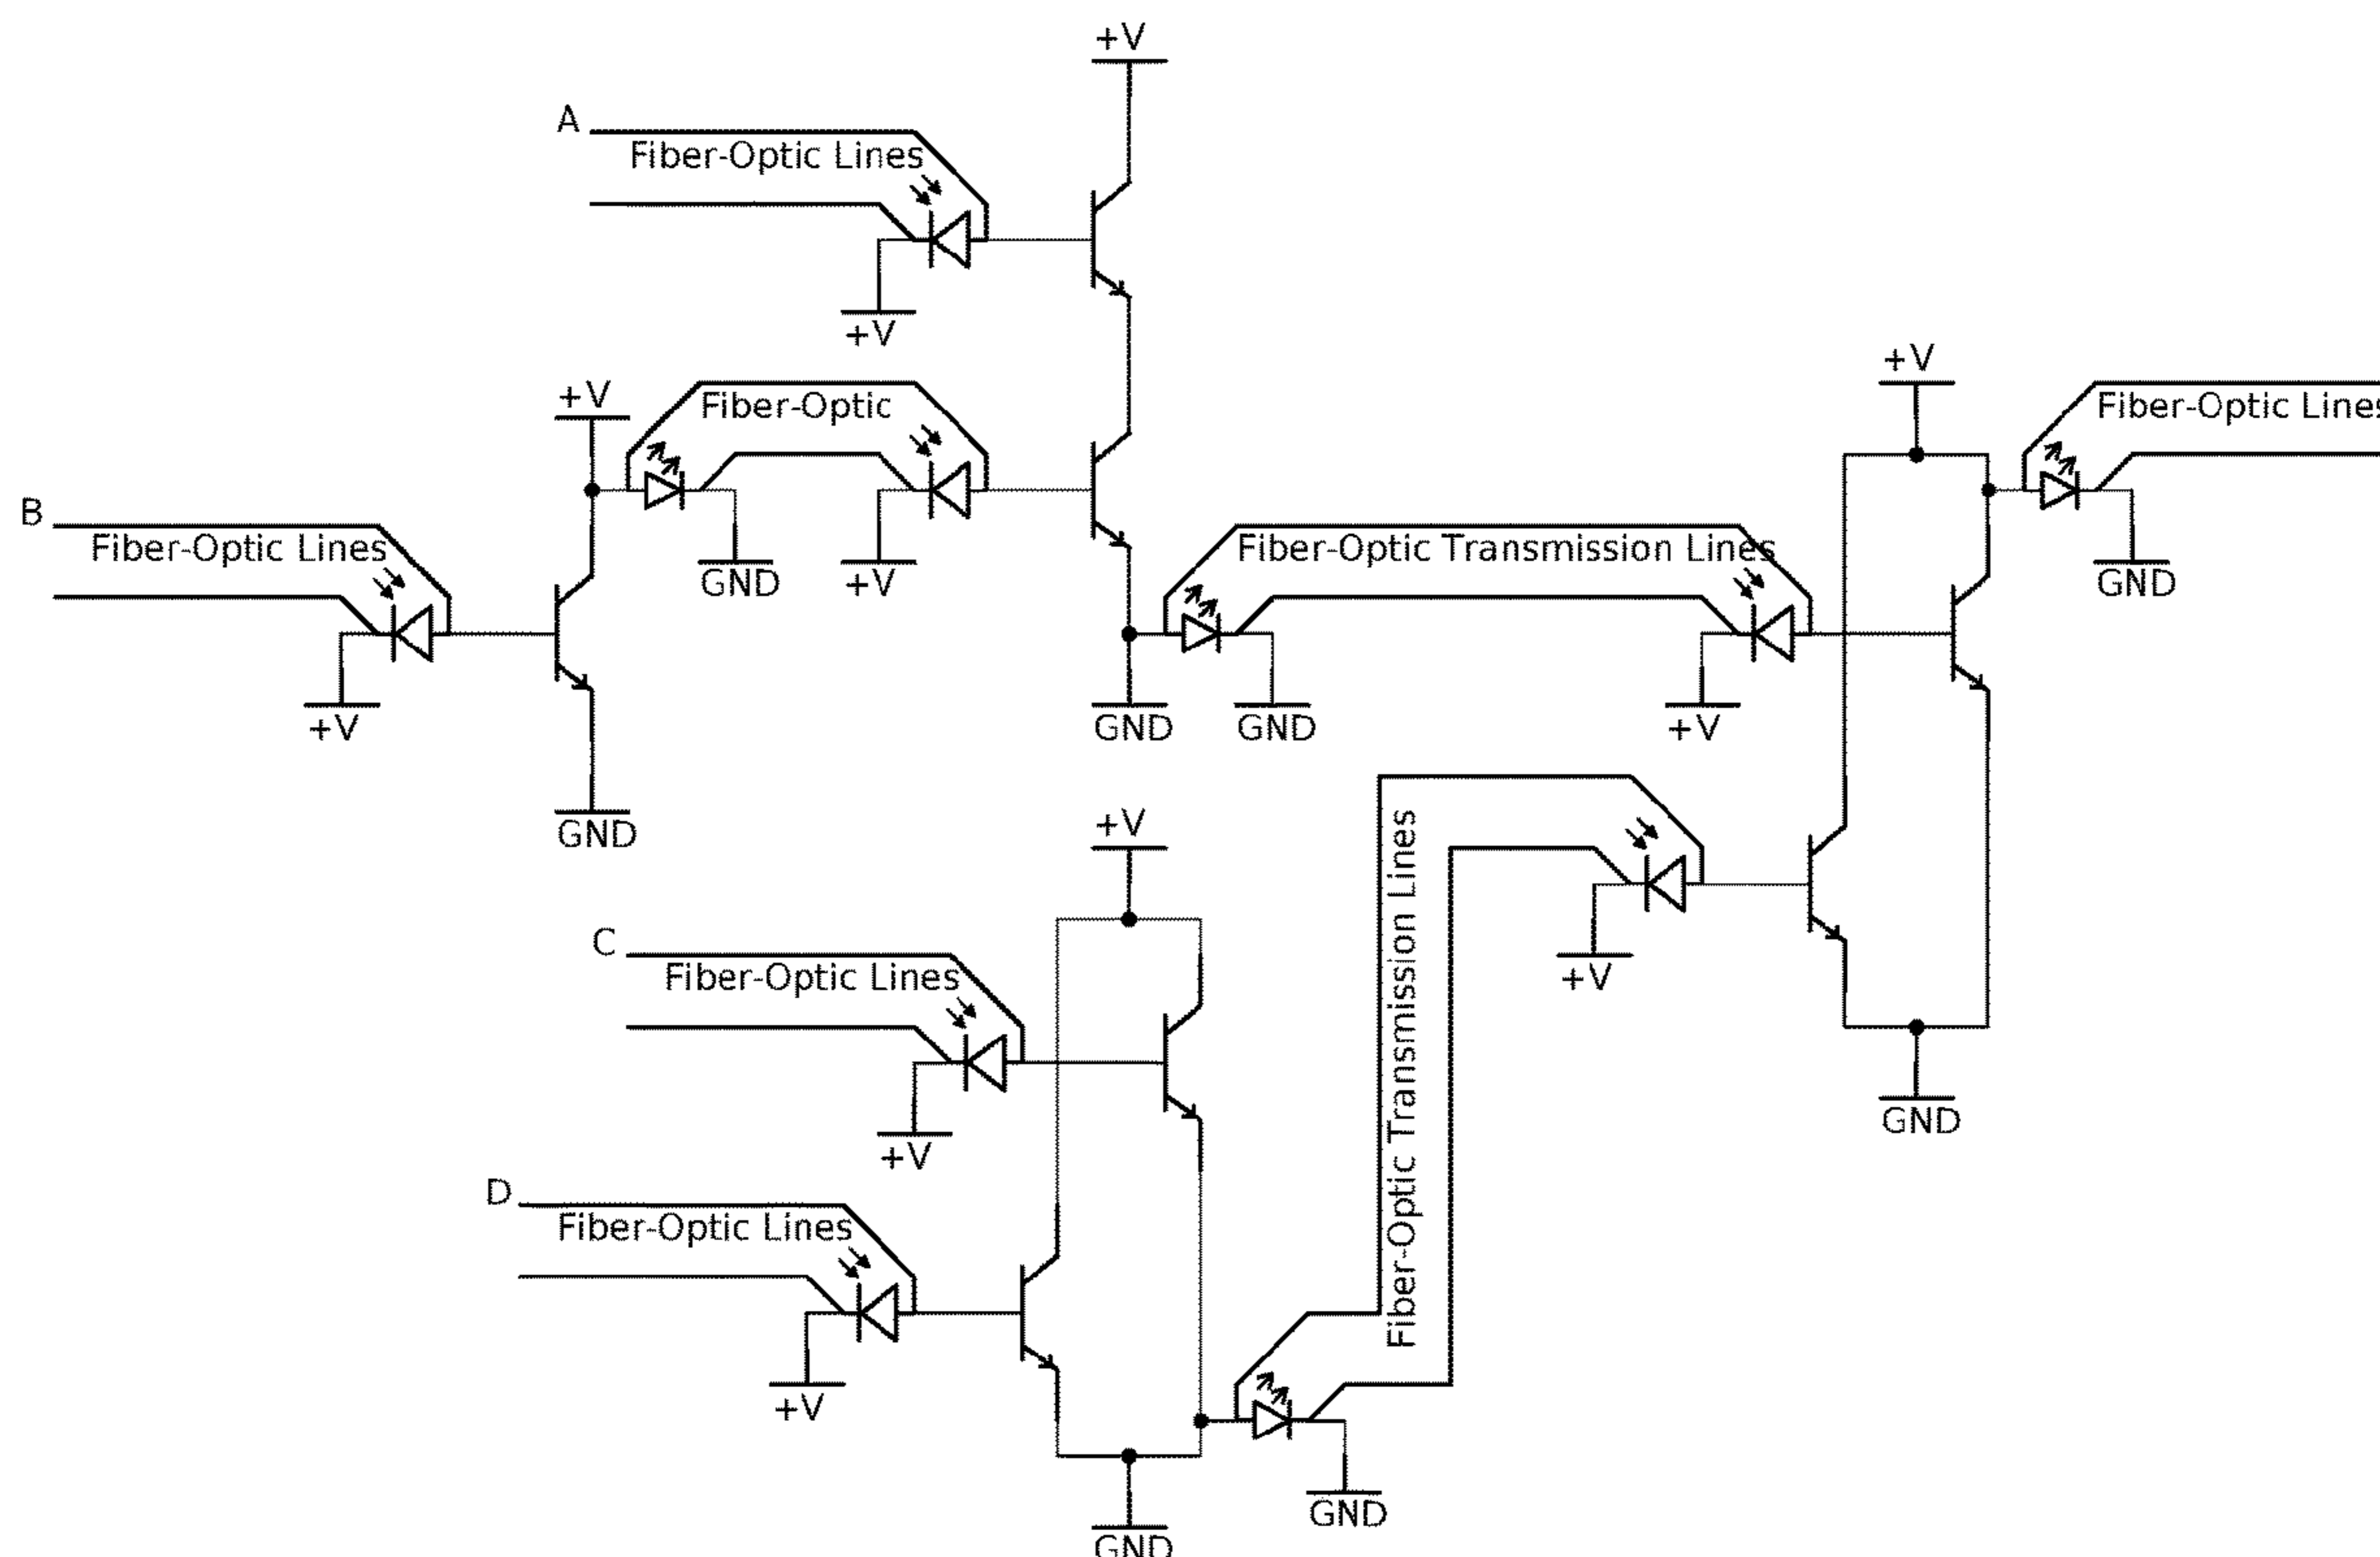 +V
A
Fiber-Optic Lines
+V
+V
+V
Fiber-Optic
Fiber-Optic Lines
B
Fiber-Optic Lines
GND
+V
Fiber-Optic Transmission Lines
GND
+V
GND
GND
+V
GND
+V
Fiber-Optic Transmission Lines
C
Fiber-Optic Lines
+V
GND
+V
D
Fiber-Optic Lines
+V
GND
GND